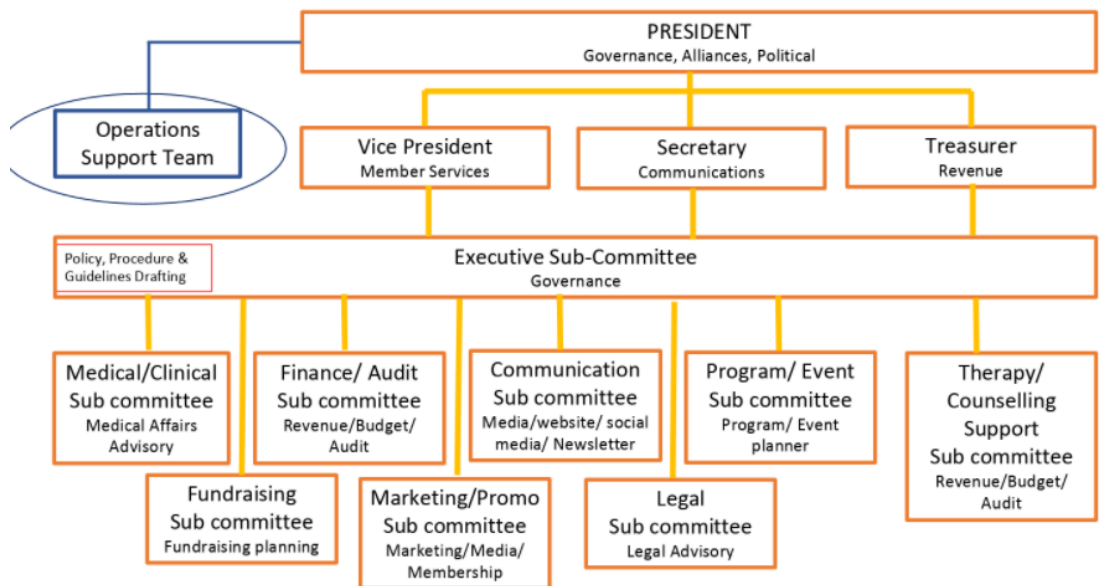 PRESIDENT
Governance, Alliances, Political
Operations
Support Team
Vice President
Member Services
Secretary
Communications
Treasurer
Revenue
Policy, Procedure &
Guidelines Drafting
Executive Sub-Committee
Governance
Medical/Clinical
Sub committee
Medical Affairs
Advisory
Finance/ Audit
Sub committee
Revenue/Budget/
Audit
Communication
Sub committee
Media/website/ social
media/ Newsletter
Program/ Event
Sub committee
Program/ Event
planner
Therapy/
Counselling
Support
Sub committee
Revenue/Budget/
Audit
Fundraising
Sub committee
Fundraising planning
Marketing/Promo
Sub committee
Marketing/Media/
Membership
Legal
Sub committee
Legal Advisory